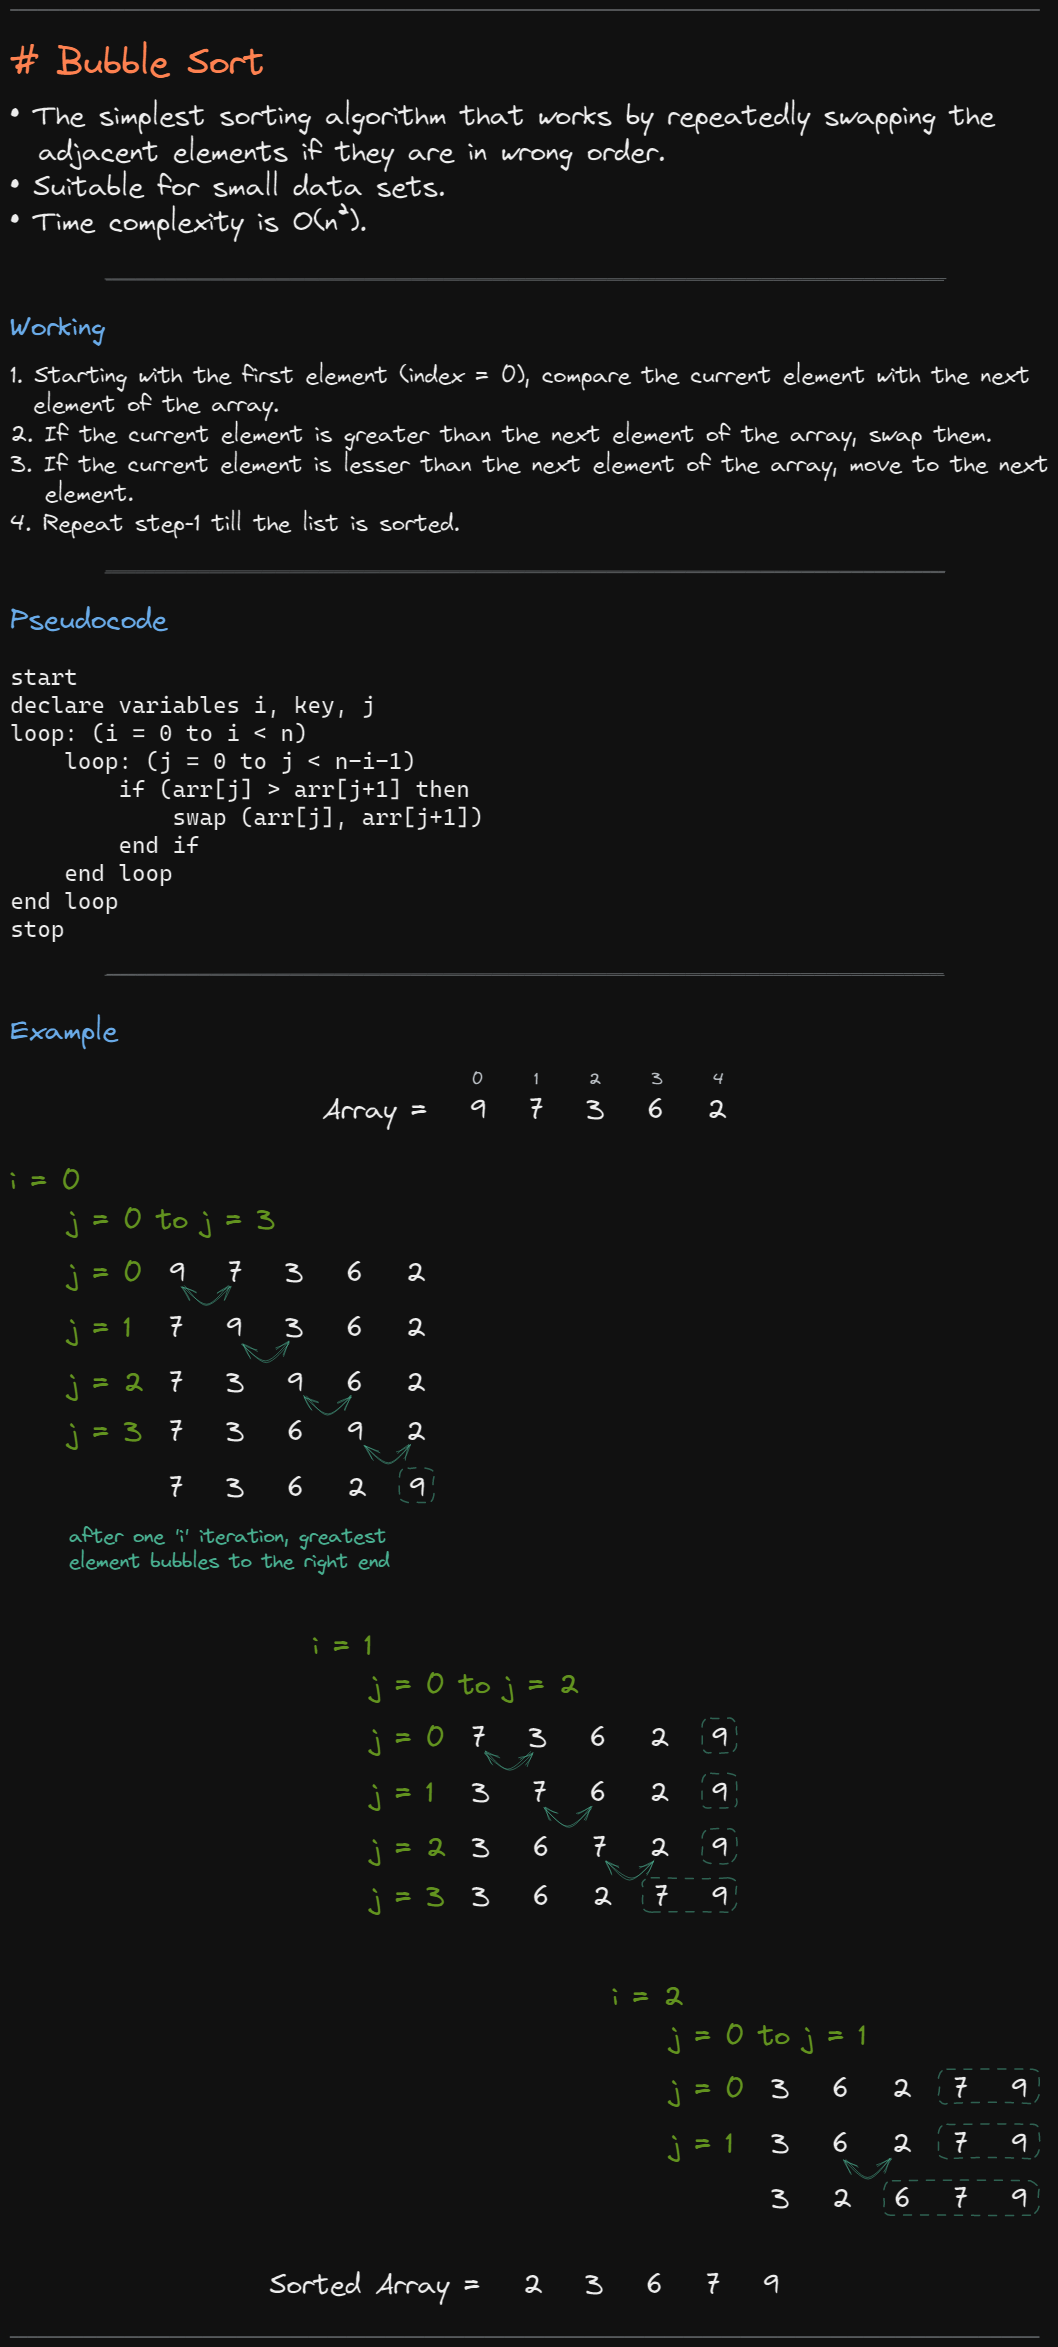 # Bubble Sort
• The simplest sorting algorithm that works by repeatedly swapping the
adjacent elements if they are in wrong order.
• Suitable for small data sets.
• Time complexity is O(n²).
Working
1. Starting with the first element (index = 0), compare the current element with the next
element of the array.
2. If the current element is greater than the next element of the array, swap them.
3. If the current element is lesser than the next element of the array, move to the next
element.
4. Repeat step-1 till the list is sorted.
Pseudocode
start
declare variables i, key, j
loop: (i = 0 to i < n)
    loop: (j = 0 to j < n-i-1)
        if (arr[j] > arr[j+1] then
            swap (arr[j], arr[j+1])
        end if
    end loop
end loop
stop
Example
0 1 2 3 4
Array = 9 7 3 6 2
i = 0
j = 0 to j = 3
j = 0 9 7 3 6 2
j = 1 7 9 3 6 2
j = 2 7 3 9 6 2
j = 3 7 3 6 9 2
7 3 6 2 9
after one 'i' iteration, greatest
element bubbles to the right end
i = 1
j = 0 to j = 2
j = 0 7 3 6 2 9
j = 1 3 7 6 2 9
j = 2 3 6 7 2 9
j = 3 3 6 2 7 9
i = 2
j = 0 to j = 1
j = 0 3 6 2 7 9
j = 1 3 6 2 7 9
3 2 6 7 9
Sorted Array = 2 3 6 7 9